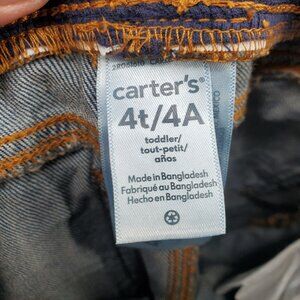 carter's®
4t/4A
toddler/
tout-petit/
años
Made in Bangladesh
Fabriqué au Bangladesh
Hecho en Bangladesh